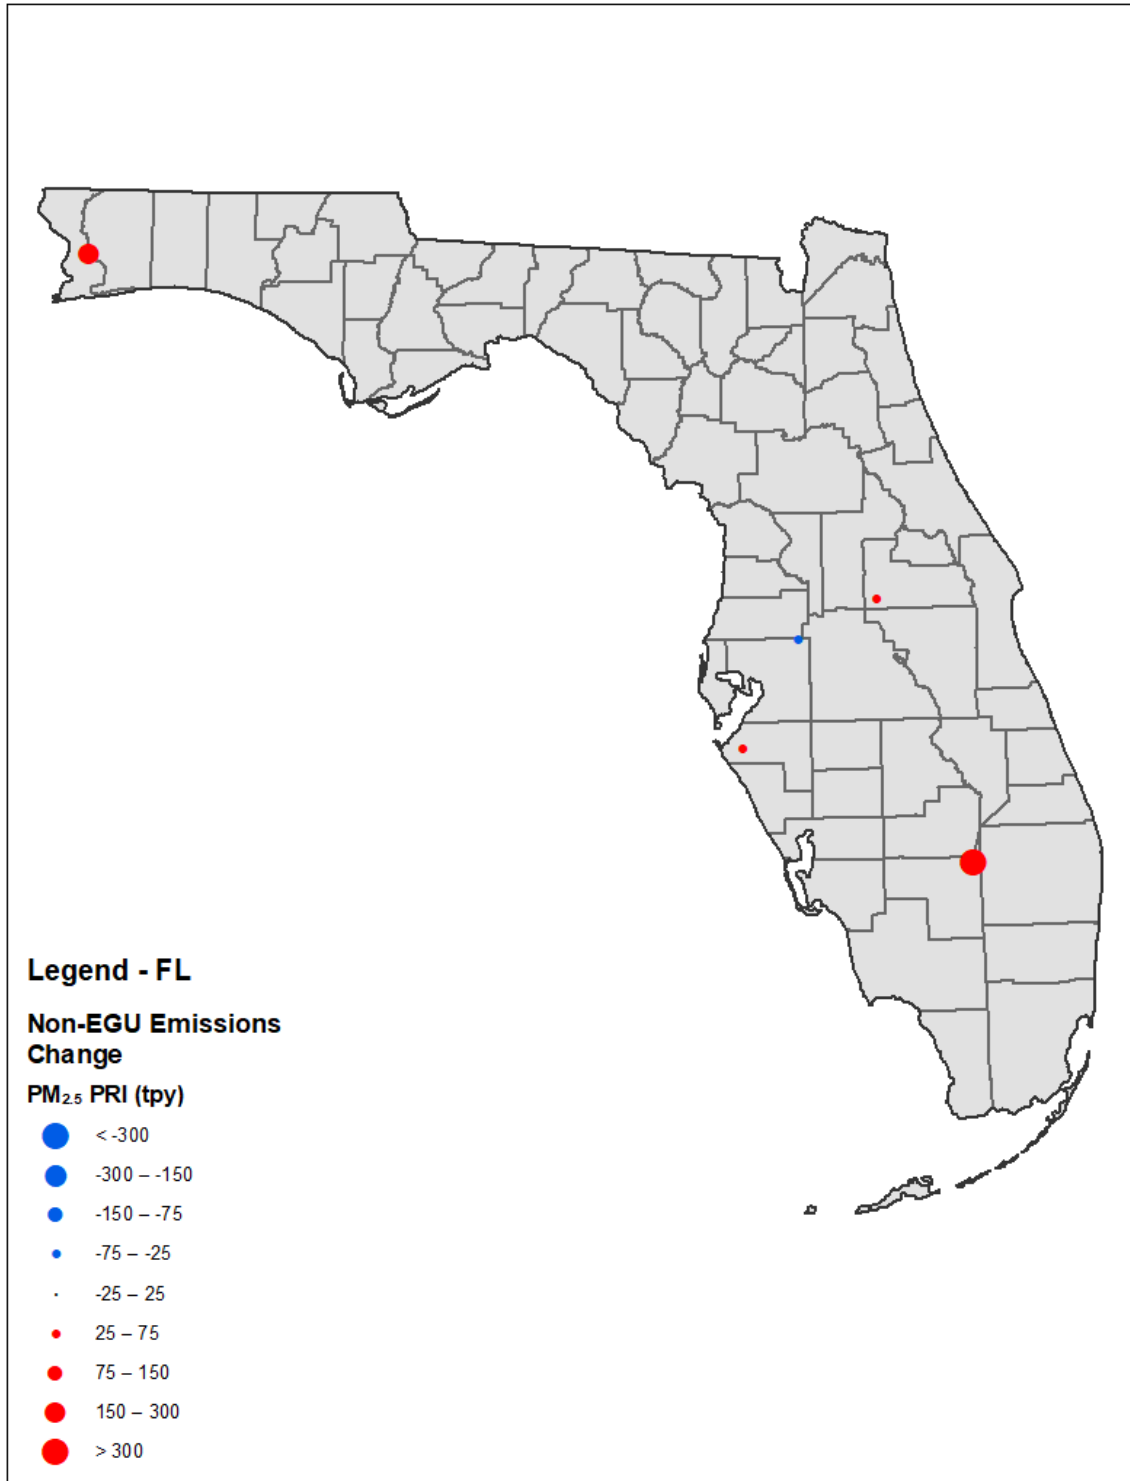 Legend - FL
Non-EGU Emissions
Change
PM2.5 PRI (tpy)
< -300
-300 – -150
-150 – -75
-75 – -25
-25 – 25
25 – 75
75 – 150
150 – 300
> 300